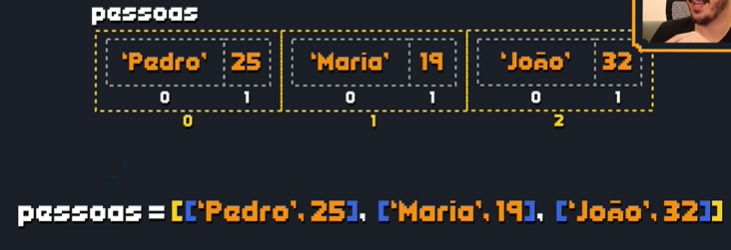 pessoas
'Pedro' 25 'Maria' 19 'João' 32
0 1 0 1 0 1
0 1 2
pessoas = [['Pedro', 25], ['Maria', 19], ['João', 32]]